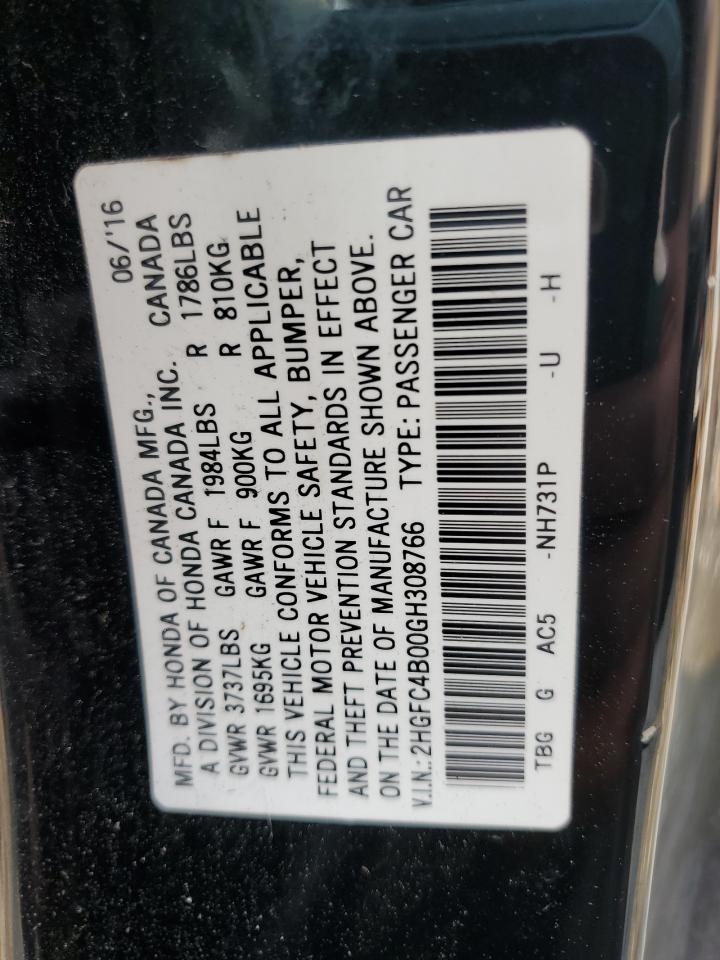 MFD. BY HONDA OF CANADA MFG., 06/'16
A DIVISION OF HONDA CANADA INC. CANADA
GVWR 3737LBS GAWR F 1984LBS R 1786LBS
GVWR 1695KG GAWR F 900KG R 810KG
THIS VEHICLE CONFORMS TO ALL APPLICABLE
FEDERAL MOTOR VEHICLE SAFETY, BUMPER,
AND THEFT PREVENTION STANDARDS IN EFFECT
ON THE DATE OF MANUFACTURE SHOWN ABOVE.
V.I.N.: 2HGFC4B00GH308766 TYPE: PASSENGER CAR
TBG G AC5 -NH731P -U -H